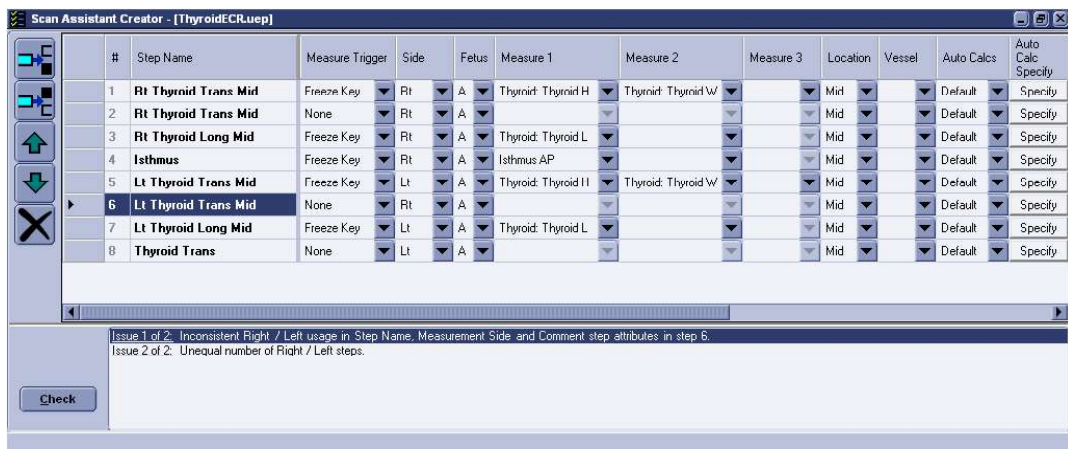 Scan Assistant Creator - [ThyroidECR.uep]
# Step Name Measure Trigger Side Fetus Measure 1 Measure 2 Measure 3 Location Vessel Auto Calcs Auto Calc Specify
1 Rt Thyroid Trans Mid Freeze Key Rt A Thyroid: Thyroid H Thyroid: Thyroid W Mid Default Specify
2 Rt Thyroid Trans Mid None Rt A Mid Default Specify
3 Rt Thyroid Long Mid Freeze Key Rt A Thyroid: Thyroid L Mid Default Specify
4 Isthmus Freeze Key Rt A Isthmus AP Mid Default Specify
5 Lt Thyroid Trans Mid Freeze Key Lt A Thyroid: Thyroid H Thyroid: Thyroid W Mid Default Specify
6 Lt Thyroid Trans Mid None Rt A Mid Default Specify
7 Lt Thyroid Long Mid Freeze Key Lt A Thyroid: Thyroid L Mid Default Specify
8 Thyroid Trans None Lt A Mid Default Specify
Issue 1 of 2: Inconsistent Right / Left usage in Step Name, Measurement Side and Comment step attributes in step 6.
Issue 2 of 2: Unequal number of Right / Left steps.
Check